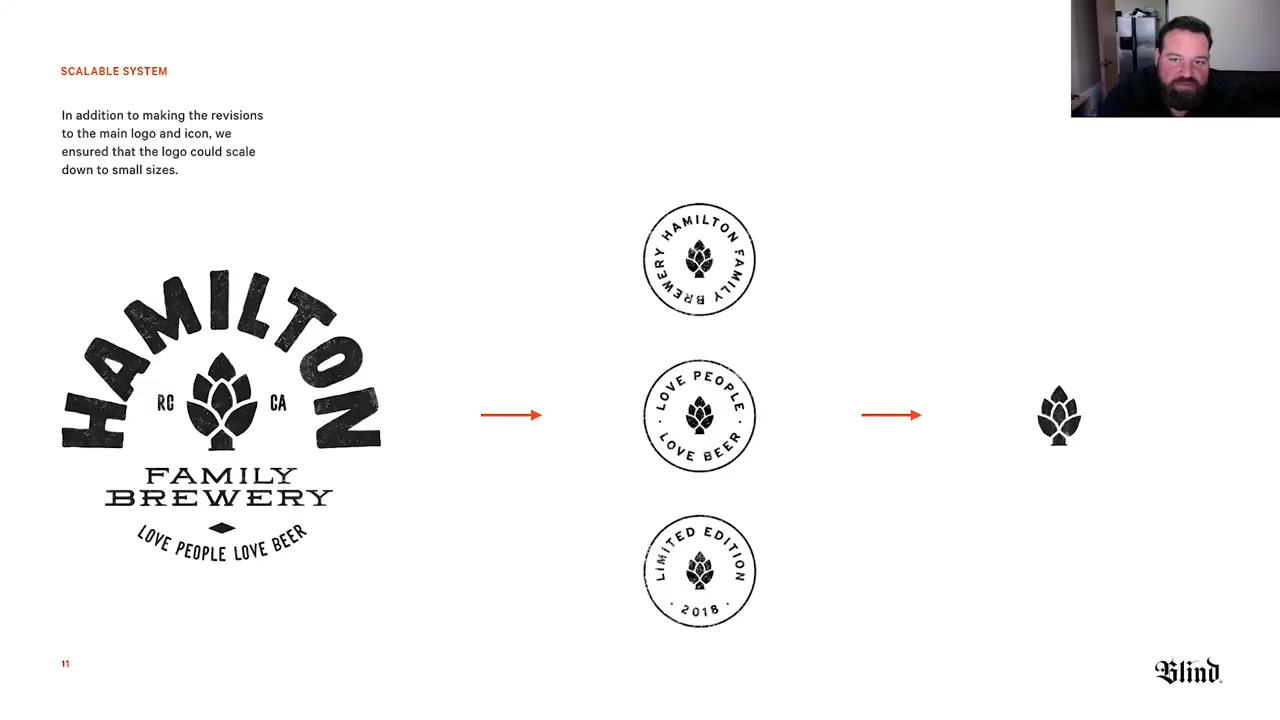 SCALABLE SYSTEM
In addition to making the revisions
to the main logo and icon, we
ensured that the logo could scale
down to small sizes.
HAMILTON
RC CA
FAMILY
BREWERY
LOVE PEOPLE LOVE BEER
HAMILTON FAMILY BREWERY
LOVE PEOPLE
· LOVE BEER ·
LIMITED EDITION
· 2018 ·
11
Blind